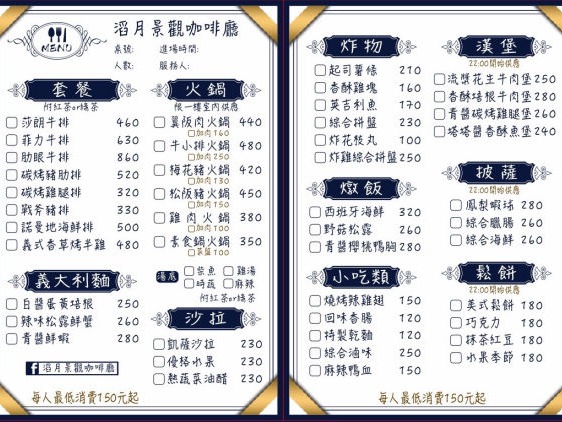 MENU
滔月景觀咖啡廳
桌號: 進場時間:
人數: 服務人:
套餐
附紅茶or綠茶
莎朗牛排 460
菲力牛排 630
肋眼牛排 860
碳烤豬肋排 520
碳烤雞腿排 320
戰斧豬排 330
諾曼地海鮮排 500
義式香草烤半雞 480
義大利麵
白醬蛋黃培根 250
辣味松露鮮蟹 260
青醬鮮蝦 280
滔月景觀咖啡廳
火鍋
限一樓室內供應
翼板肉火鍋 440
加肉160
牛小排火鍋 480
加肉250
梅花豬火鍋 420
加肉130
松阪豬火鍋 450
加肉150
雞肉火鍋 380
加肉100
素食鍋火鍋 350
菜盤100
湯底
柴魚 雞湯
時蔬 麻辣
附紅茶or綠茶
沙拉
凱薩沙拉 230
優格水果 230
熱蔬菜油醋 230
每人最低消費150元起
炸物
起司薯條 210
香酥雞塊 160
英吉利魚 170
綜合拼盤 230
炸花枝丸 100
炸雞綜合拼盤 250
燉飯
西班牙海鮮 320
野菇松露 260
青醬櫻桃鴨胸 280
小吃類
燒烤辣雞翅 150
回味香腸 120
特製乾麵 120
綜合滷味 250
麻辣鴨血 150
漢堡
22:00開始供應
流漿花生牛肉堡 250
香酥培根牛肉堡 250
青醬碳烤雞腿堡 260
塔塔醬香酥魚堡 240
披薩
22:00開始供應
鳳梨蝦球 280
綜合臘腸 260
綜合海鮮 260
鬆餅
22:00開始供應
美式鬆餅 180
巧克力 180
抹茶紅豆 180
水果季節 180
每人最低消費150元起